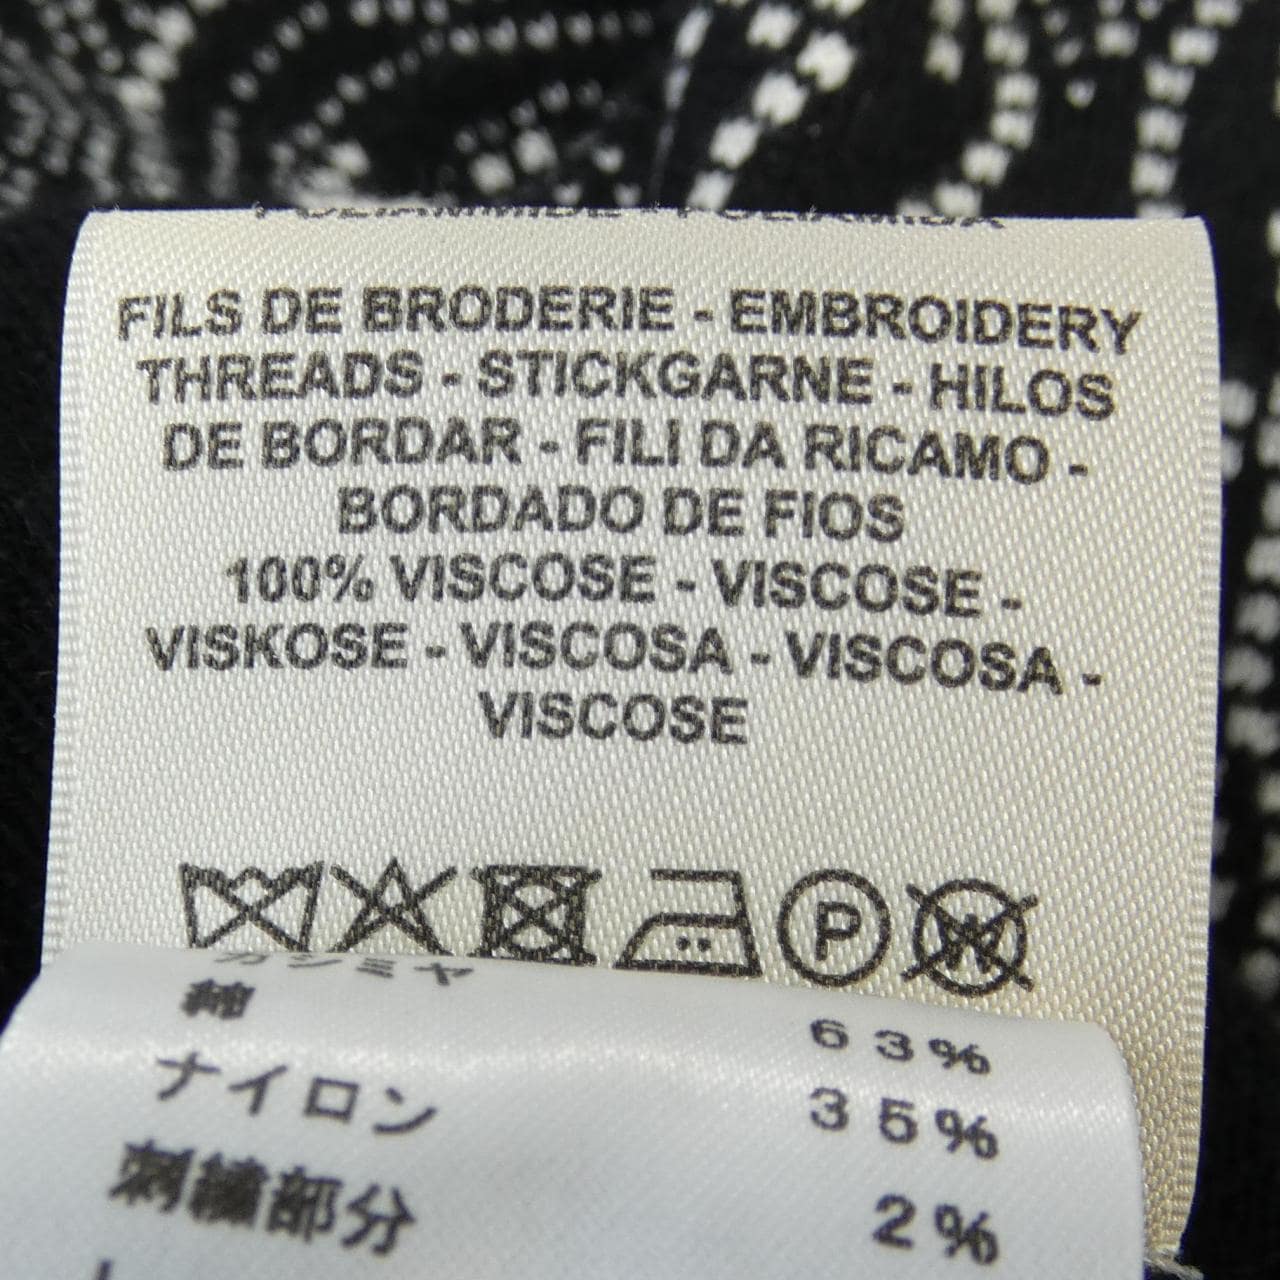 FILS DE BRODERIE - EMBROIDERY
THREADS - STICKGARNE - HILOS
DE BORDAR - FILI DA RICAMO -
BORDADO DE FIOS
100% VISCOSE - VISCOSE -
VISKOSE - VISCOSA - VISCOSA -
VISCOSE
P
カシミヤ
綿 63%
ナイロン 35%
刺繍部分 2%